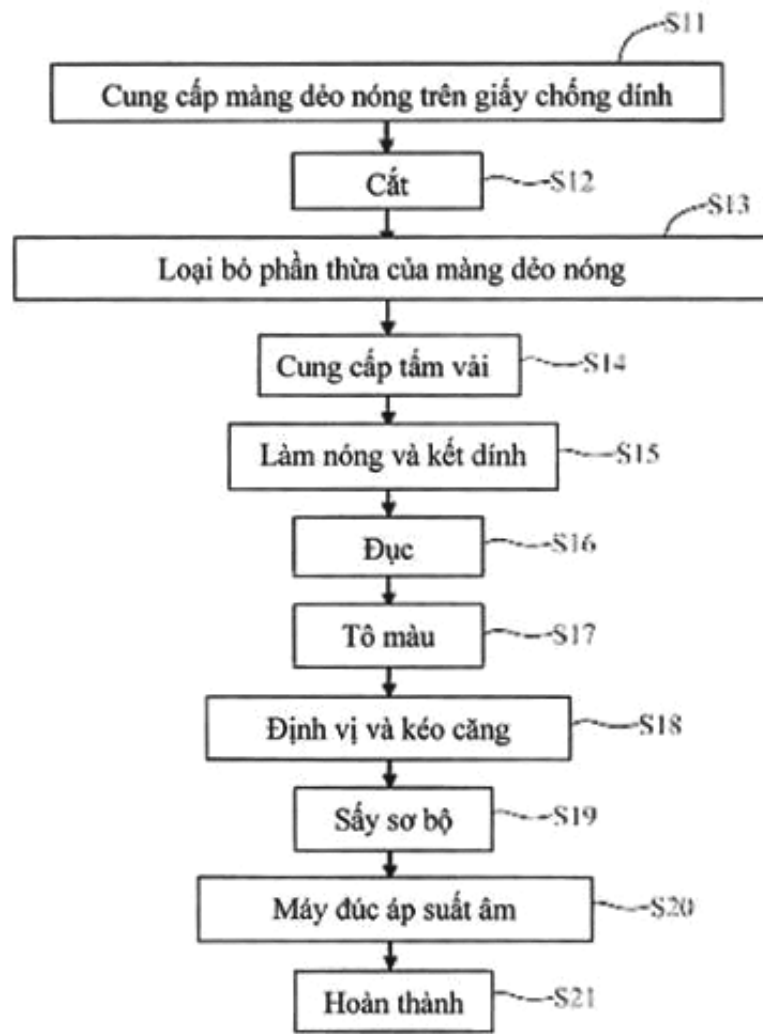 S11
Cung cấp màng dẻo nóng trên giấy chống dính
Cắt
S12
S13
Loại bỏ phần thừa của màng dẻo nóng
Cung cấp tấm vải
S14
Làm nóng và kết dính
S15
Đục
S16
Tô màu
S17
Định vị và kéo căng
S18
Sấy sơ bộ
S19
Máy đúc áp suất âm
S20
Hoàn thành
S21